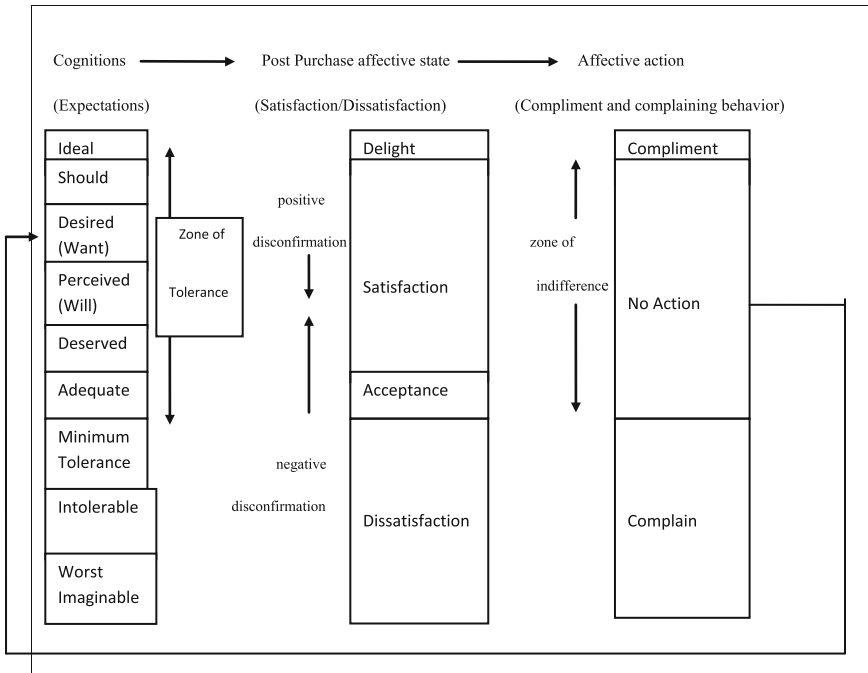 Cognitions
Post Purchase affective state
Affective action
(Expectations)
(Satisfaction/Dissatisfaction)
(Compliment and complaining behavior)
Ideal
Should
Desired
(Want)
Perceived
(Will)
Deserved
Adequate
Minimum
Tolerance
Intolerable
Worst
Imaginable
Zone of
Tolerance
positive
disconfirmation
negative
disconfirmation
Delight
Satisfaction
Acceptance
Dissatisfaction
zone of
indifference
Compliment
No Action
Complain